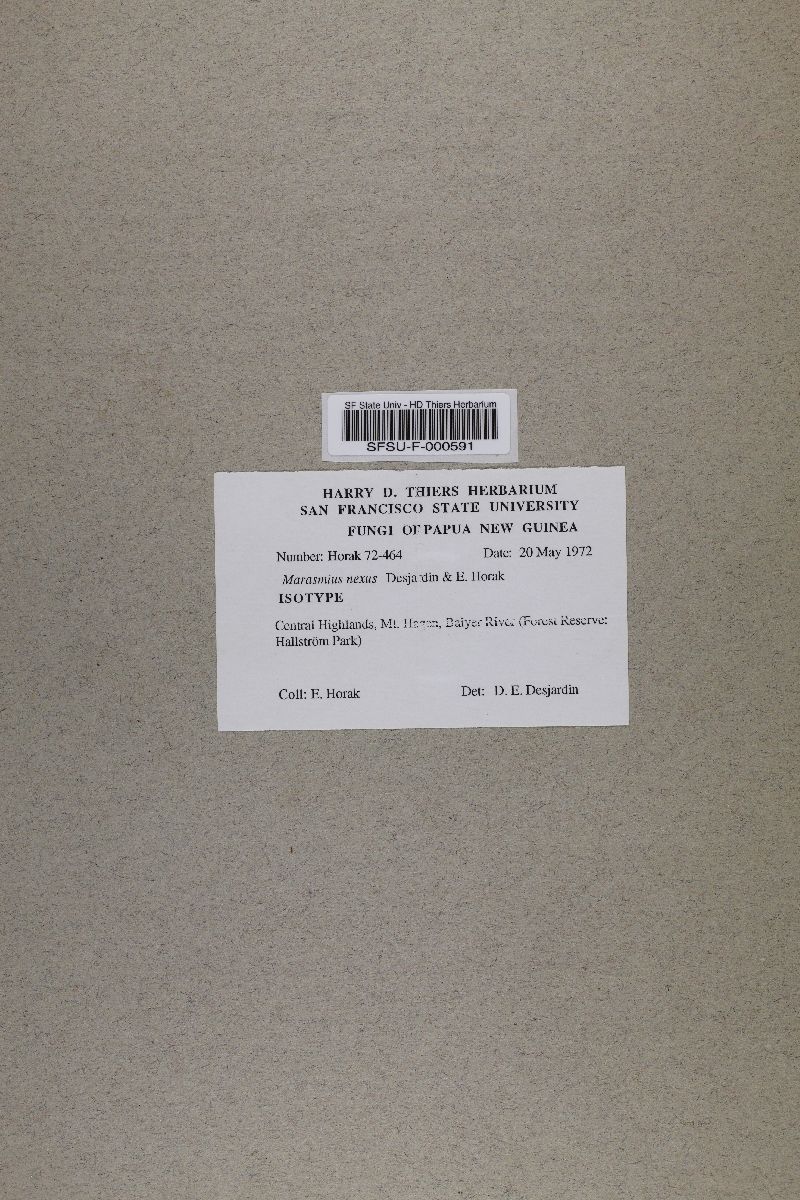 SF State Univ - HD Thiers Herbarium
SFSU-F-000591
HARRY D. THIERS HERBARIUM
SAN FRANCISCO STATE UNIVERSITY
FUNGI OF PAPUA NEW GUINEA
Number: Horak 72-464 Date: 20 May 1972
Marasmius nexus Desjardin & E. Horak
ISOTYPE
Central Highlands, Mt. Hagen, Baiyer River (Forest Reserve:
Hallström Park)
Coll: E. Horak Det: D. E. Desjardin